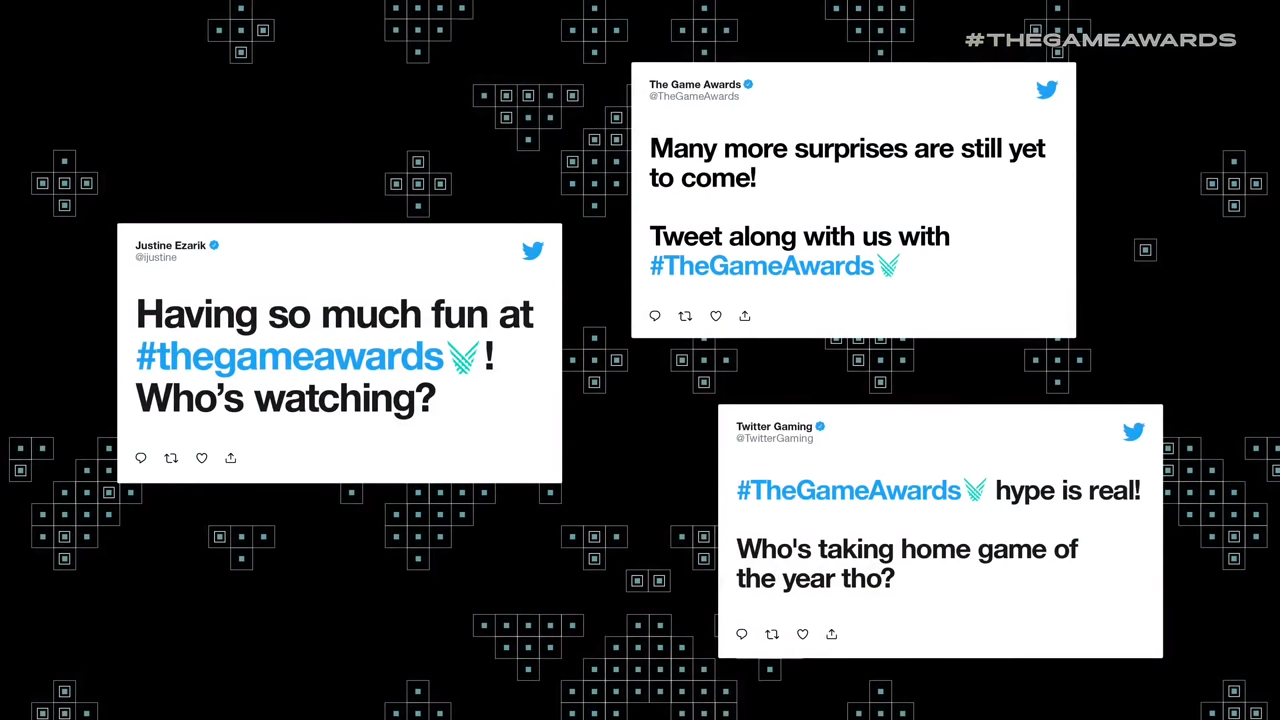 #THEGAMEAWARDS
The Game Awards
@TheGameAwards
Many more surprises are still yet
to come!
Tweet along with us with
#TheGameAwards
Justine Ezarik
@ijustine
Having so much fun at
#thegameawards!
Who’s watching?
Twitter Gaming
@TwitterGaming
#TheGameAwards hype is real!
Who's taking home game of
the year tho?